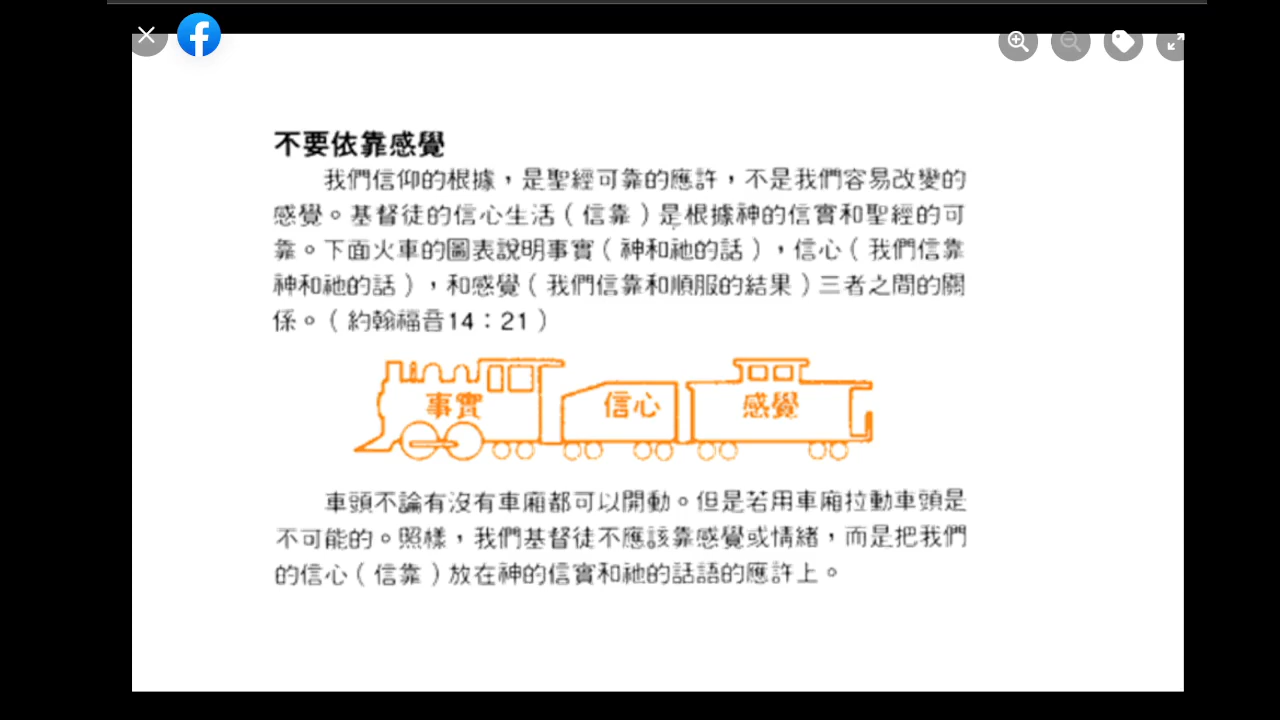 不要依靠感覺
我們信仰的根據，是聖經可靠的應許，不是我們容易改變的
感覺。基督徒的信心生活（信靠）是根據神的信實和聖經的可
靠。下面火車的圖表說明事實（神和祂的話），信心（我們信靠
神和祂的話），和感覺（我們信靠和順服的結果）三者之間的關
係。（約翰福音14：21）
事實 信心 感覺
車頭不論有沒有車廂都可以開動。但是若用車廂拉動車頭是
不可能的。照樣，我們基督徒不應該靠感覺或情緒，而是把我們
的信心（信靠）放在神的信實和祂的話語的應許上。